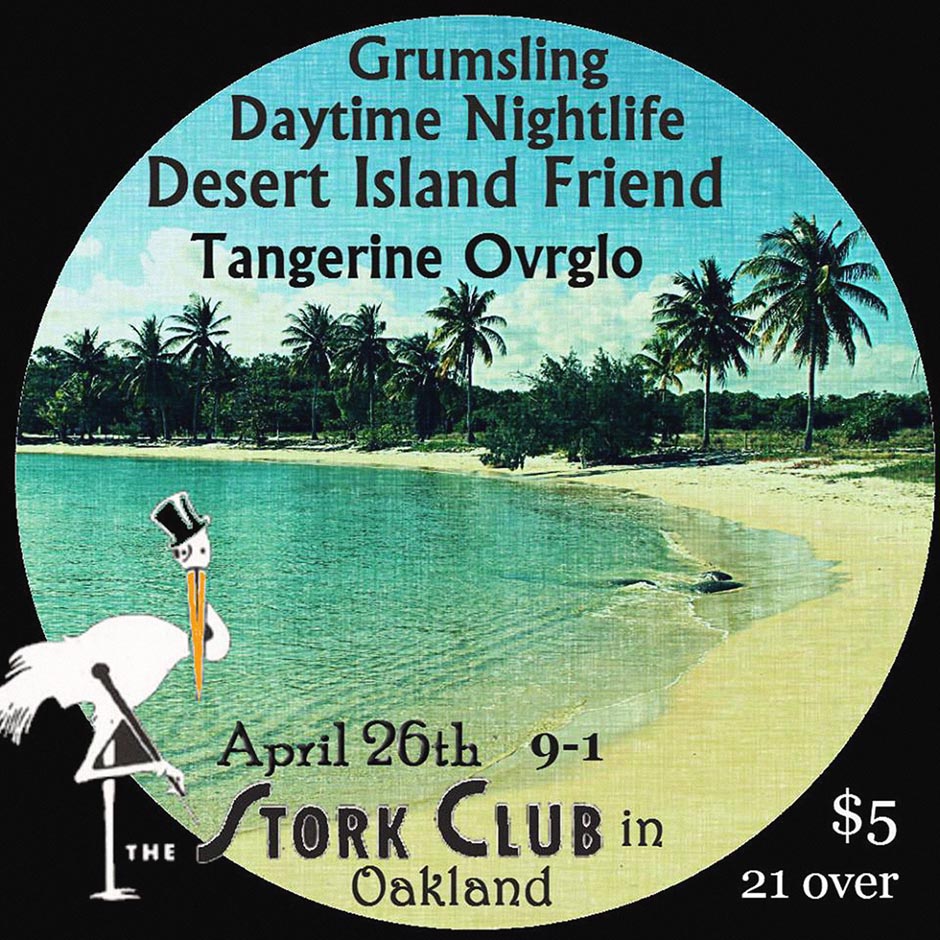 Grumsling
Daytime Nightlife
Desert Island Friend
Tangerine Ovrglo
April 26th 9-1
THE STORK CLUB in
Oakland
$5
21 over